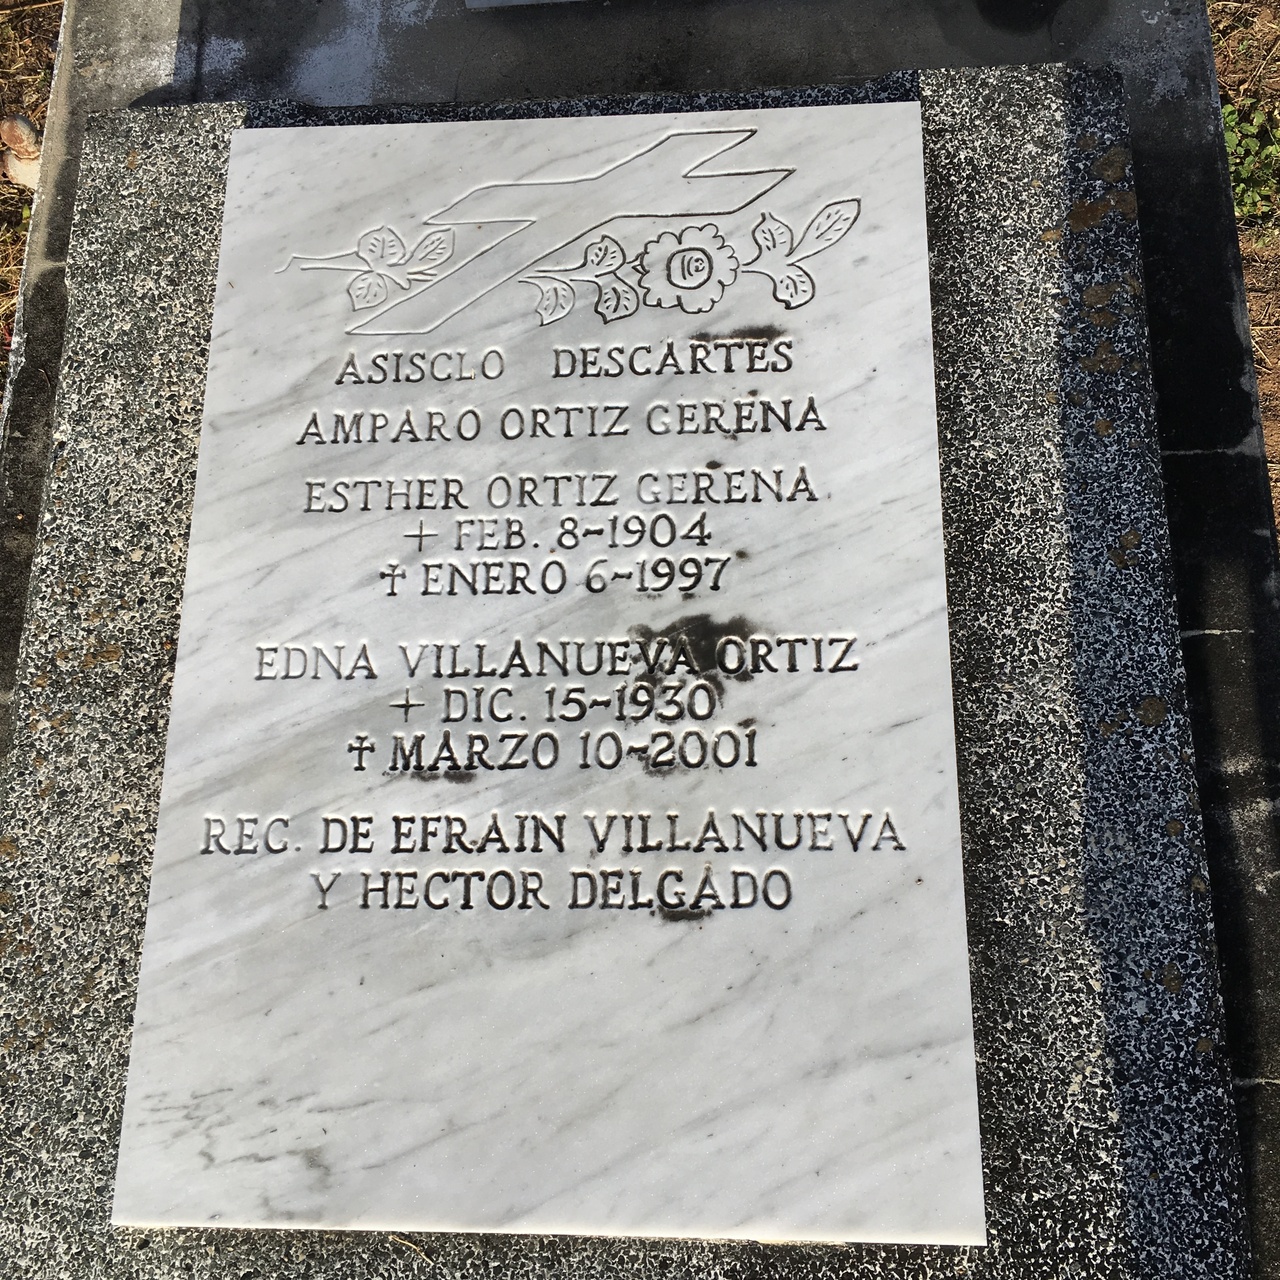 ASISCLO DESCARTES
AMPARO ORTIZ GERENA
ESTHER ORTIZ GERENA
+ FEB. 8-1904
✝ ENERO 6-1997
EDNA VILLANUEVA ORTIZ
+ DIC. 15-1930
✝ MARZO 10-2001
REC. DE EFRAIN VILLANUEVA
Y HECTOR DELGADO